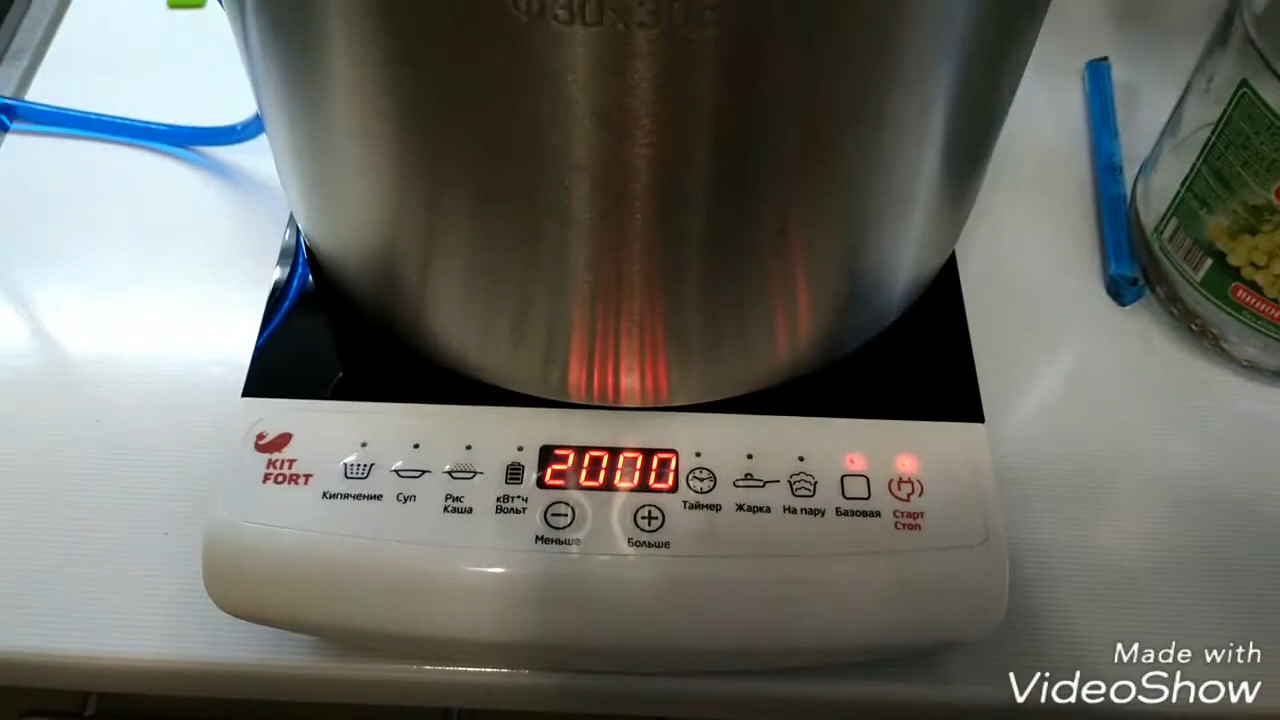 KIT
FORT
Кипячение
Суп
Рис
Каша
кВт*ч
Вольт
2000
Меньше
Больше
Таймер
Жарка
На пару
Базовая
Старт
Стоп
Made with
VideoShow